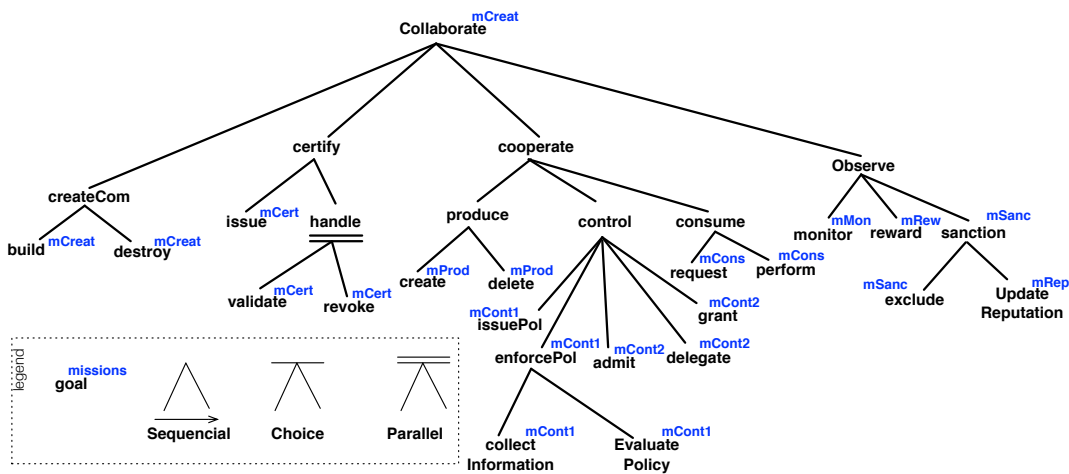 mCreat
Collaborate
certify
cooperate
Observe
createCom
mCert
issue
handle
produce
control
consume
mMon
monitor
mRew
reward
mSanc
sanction
mCreat
build
mCreat
destroy
mCons
request
mCons
perform
mProd
create
mProd
delete
mCert
validate
mCert
revoke
mSanc
exclude
mRep
Update
Reputation
mCont1
issuePol
mCont2
grant
mCont1
enforcePol
mCont2
admit
mCont2
delegate
legend
missions
goal
Sequencial
Choice
Parallel
mCont1
collect
Information
mCont1
Evaluate
Policy